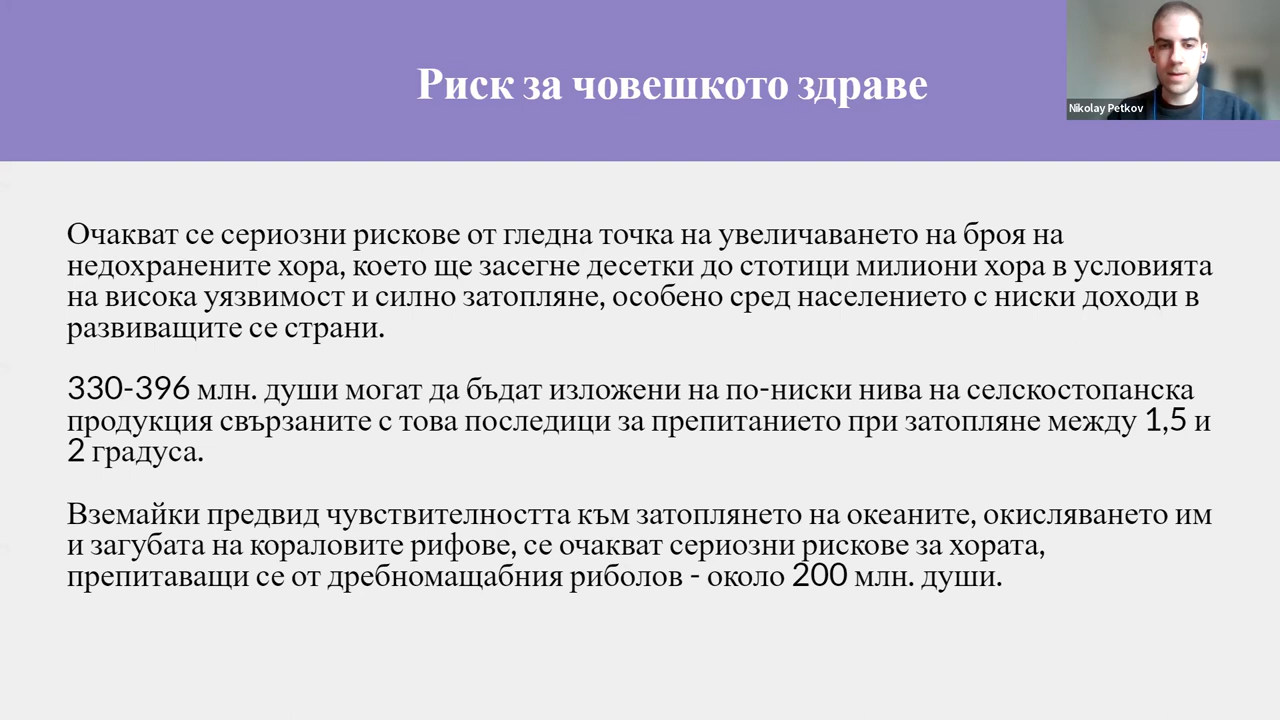 Риск за човешкото здраве
Nikolay Petkov
Очакват се сериозни рискове от гледна точка на увеличаването на броя на
недохранените хора, което ще засегне десетки до стотици милиони хора в условията
на висока уязвимост и силно затопляне, особено сред населението с ниски доходи в
развиващите се страни.
330-396 млн. души могат да бъдат изложени на по-ниски нива на селскостопанска
продукция свързаните с това последици за препитанието при затопляне между 1,5 и
2 градуса.
Вземайки предвид чувствителността към затоплянето на океаните, окисляването им
и загубата на кораловите рифове, се очакват сериозни рискове за хората,
препитаващи се от дребномащабния риболов - около 200 млн. души.